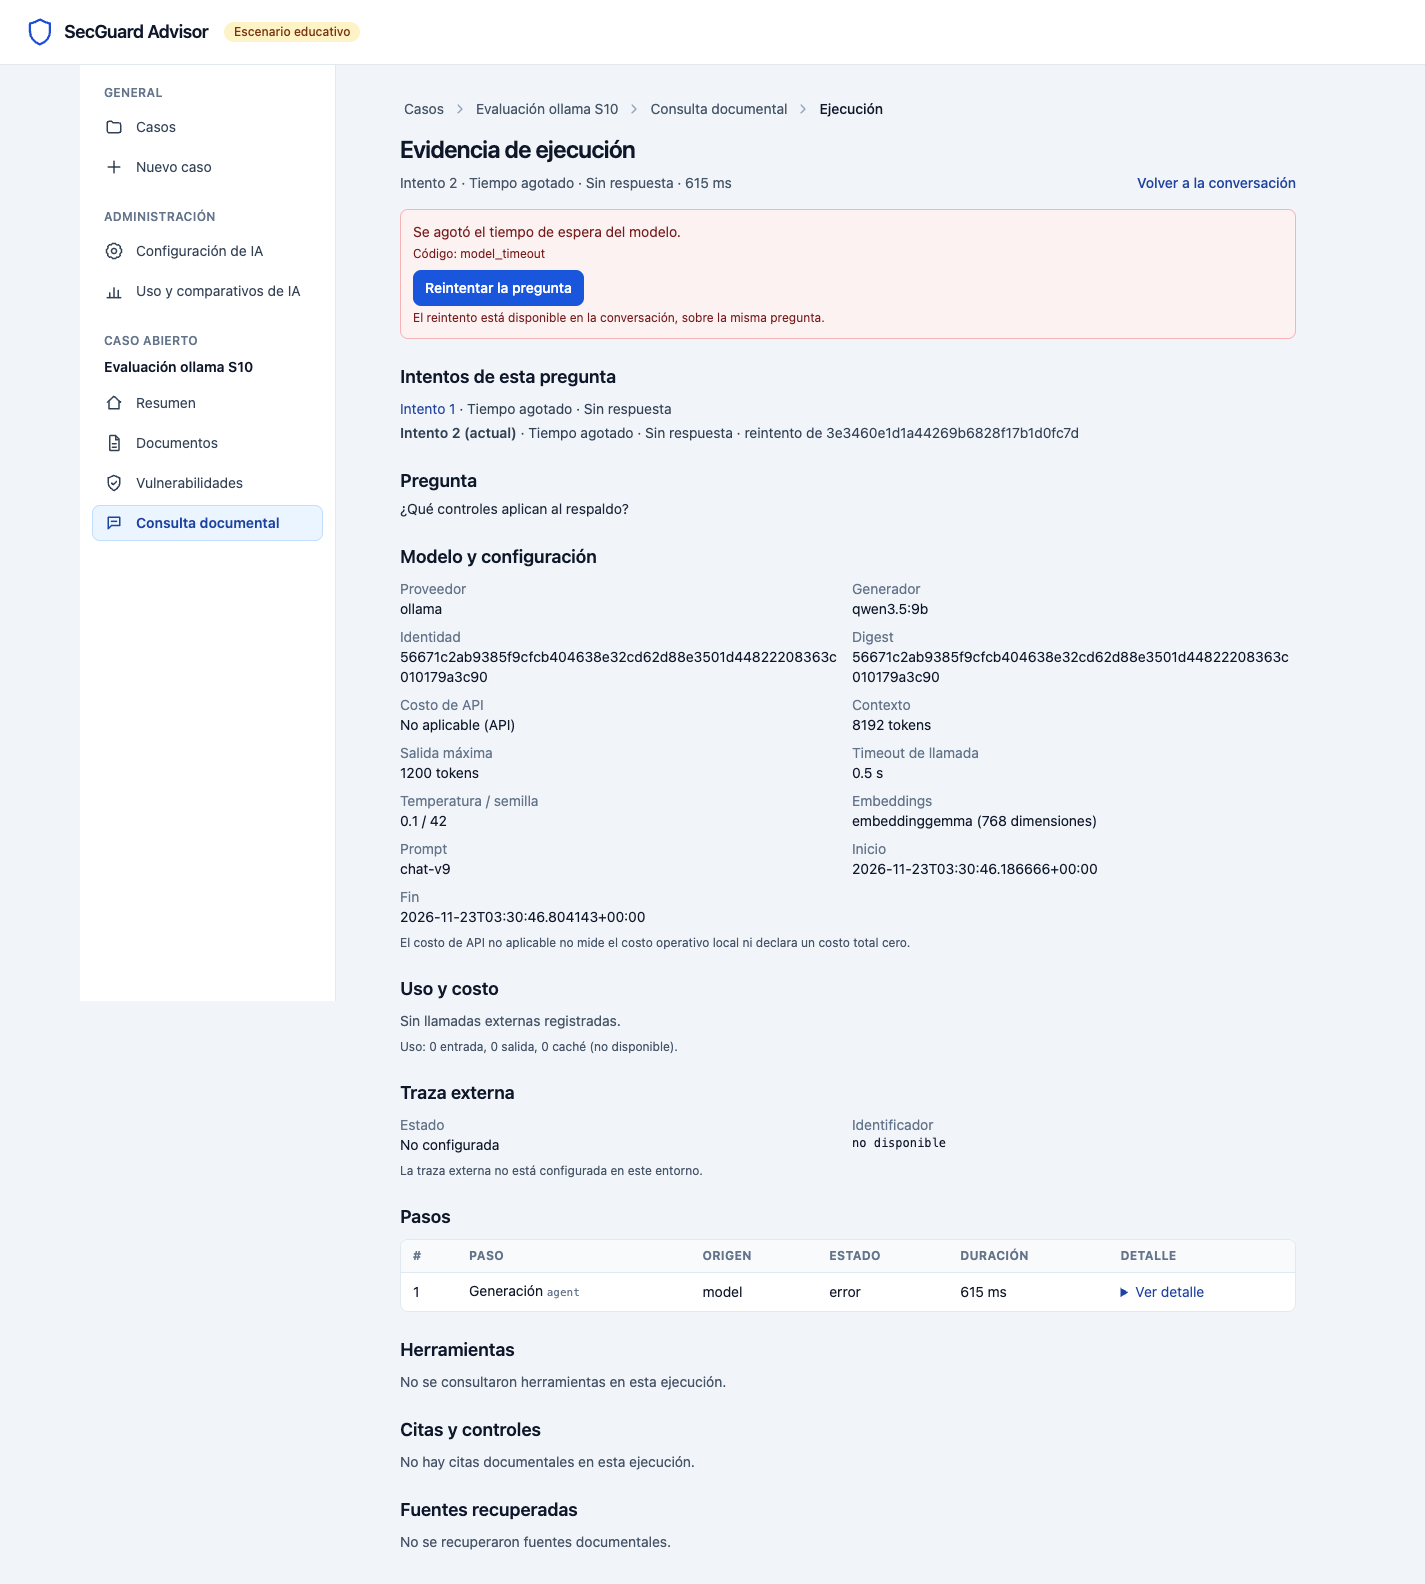 SecGuard Advisor
Escenario educativo
GENERAL
Casos
Nuevo caso
ADMINISTRACIÓN
Configuración de IA
Uso y comparativos de IA
CASO ABIERTO
Evaluación ollama S10
Resumen
Documentos
Vulnerabilidades
Consulta documental
Casos > Evaluación ollama S10 > Consulta documental > Ejecución
Evidencia de ejecución
Intento 2 · Tiempo agotado · Sin respuesta · 615 ms
Volver a la conversación
Se agotó el tiempo de espera del modelo.
Código: model_timeout
Reintentar la pregunta
El reintento está disponible en la conversación, sobre la misma pregunta.
Intentos de esta pregunta
Intento 1 · Tiempo agotado · Sin respuesta
Intento 2 (actual) · Tiempo agotado · Sin respuesta · reintento de 3e3460e1d1a44269b6828f17b1d0fc7d
Pregunta
¿Qué controles aplican al respaldo?
Modelo y configuración
Proveedor
ollama
Generador
qwen3.5:9b
Identidad
56671c2ab9385f9cfcb404638e32cd62d88e3501d44822208363c
010179a3c90
Digest
56671c2ab9385f9cfcb404638e32cd62d88e3501d44822208363c
010179a3c90
Costo de API
No aplicable (API)
Contexto
8192 tokens
Salida máxima
1200 tokens
Timeout de llamada
0.5 s
Temperatura / semilla
0.1 / 42
Embeddings
embeddinggemma (768 dimensiones)
Prompt
chat-v9
Inicio
2026-11-23T03:30:46.186666+00:00
Fin
2026-11-23T03:30:46.804143+00:00
El costo de API no aplicable no mide el costo operativo local ni declara un costo total cero.
Uso y costo
Sin llamadas externas registradas.
Uso: 0 entrada, 0 salida, 0 caché (no disponible).
Traza externa
Estado
No configurada
Identificador
no disponible
La traza externa no está configurada en este entorno.
Pasos
# PASO ORIGEN ESTADO DURACIÓN DETALLE
1 Generación agent model error 615 ms ▶ Ver detalle
Herramientas
No se consultaron herramientas en esta ejecución.
Citas y controles
No hay citas documentales en esta ejecución.
Fuentes recuperadas
No se recuperaron fuentes documentales.